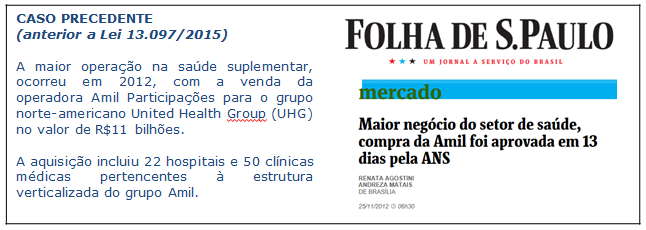 CASO PRECEDENTE
(anterior a Lei 13.097/2015)
A maior operação na saúde suplementar,
ocorreu em 2012, com a venda da
operadora Amil Participações para o grupo
norte-americano United Health Group (UHG)
no valor de R$11 bilhões.
A aquisição incluiu 22 hospitais e 50 clínicas
médicas pertencentes à estrutura
verticalizada do grupo Amil.
FOLHA DE S.PAULO
UM JORNAL A SERVIÇO DO BRASIL
mercado
Maior negócio do setor de saúde,
compra da Amil foi aprovada em 13
dias pela ANS
RENATA AGOSTINI
ANDREZA MATAIS
DE BRASÍLIA
25/11/2012 06h30